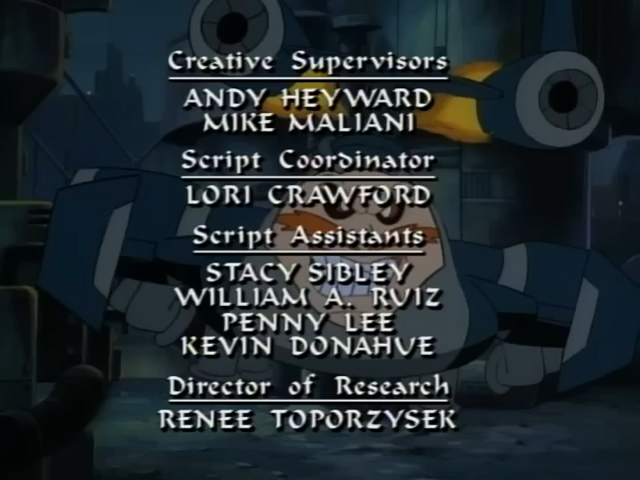 Creative Supervisors
ANDY HEYWARD
MIKE MALIANI
Script Coordinator
LORI CRAWFORD
Script Assistants
STACY SIBLEY
WILLIAM A. RUIZ
PENNY LEE
KEVIN DONAHUE
Director of Research
RENEE TOPORZYSEK